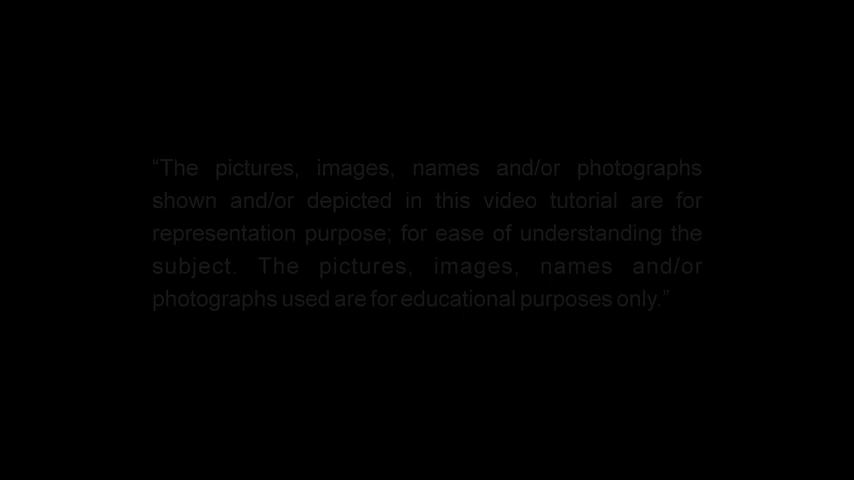 “The pictures, images, names and/or photographs
shown and/or depicted in this video tutorial are for
representation purpose; for ease of understanding the
subject. The pictures, images, names and/or
photographs used are for educational purposes only.”